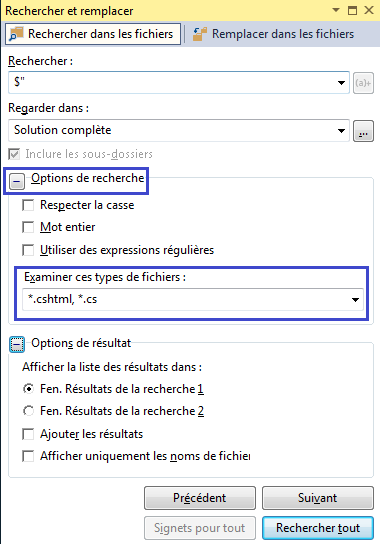 Rechercher et remplacer
Rechercher dans les fichiers Remplacer dans les fichiers
Rechercher :
$"
(a)+
Regarder dans :
Solution complète
...
Inclure les sous-dossiers
Options de recherche
Respecter la casse
Mot entier
Utiliser des expressions régulières
Examiner ces types de fichiers :
*.cshtml, *.cs
Options de résultat
Afficher la liste des résultats dans :
Fen. Résultats de la recherche 1
Fen. Résultats de la recherche 2
Ajouter les résultats
Afficher uniquement les noms de fichier
Précédent Suivant
Signets pour tout Rechercher tout